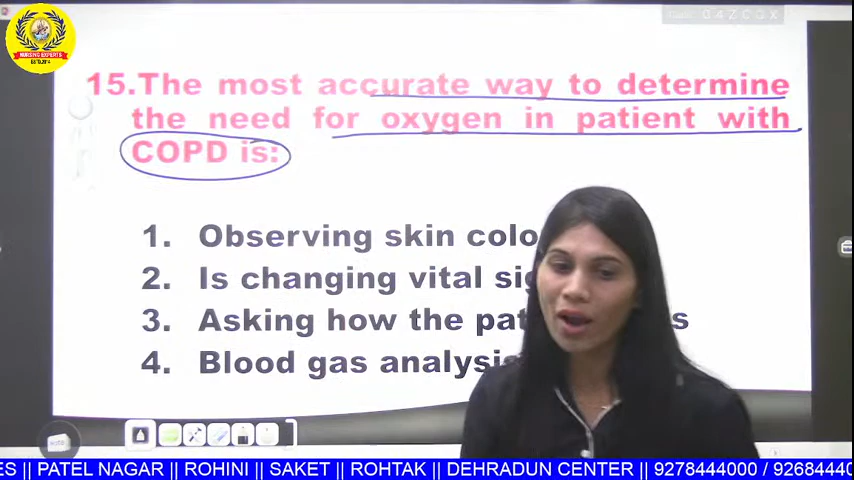 NURSING EXPERTS
15.The most accurate way to determine
the need for oxygen in patient with
COPD is:
1. Observing skin colo
2. Is changing vital sig
3. Asking how the pat s
4. Blood gas analysis
ES || PATEL NAGAR || ROHINI || SAKET || ROHTAK || DEHRADUN CENTER || 9278444000 / 92684440